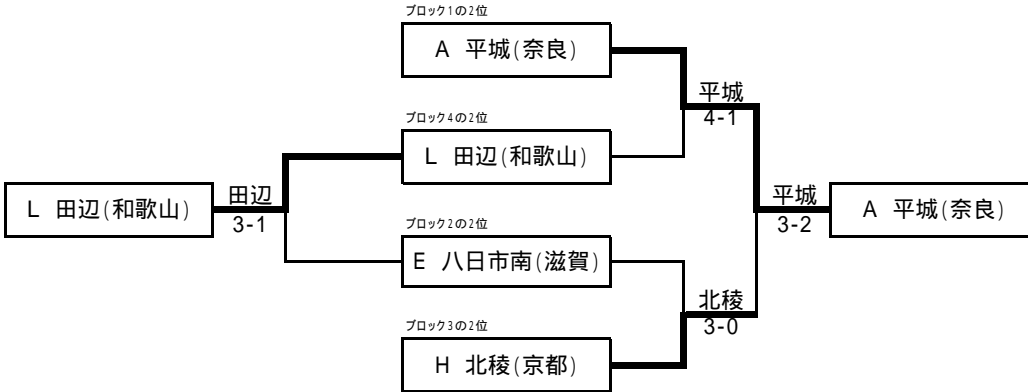 ブロック1の2位
A 平城(奈良)
平城
4-1
ブロック4の2位
L 田辺(和歌山)
L 田辺(和歌山)
田辺
3-1
平城
3-2
A 平城(奈良)
ブロック2の2位
E 八日市南(滋賀)
北稜
3-0
ブロック3の2位
H 北稜(京都)